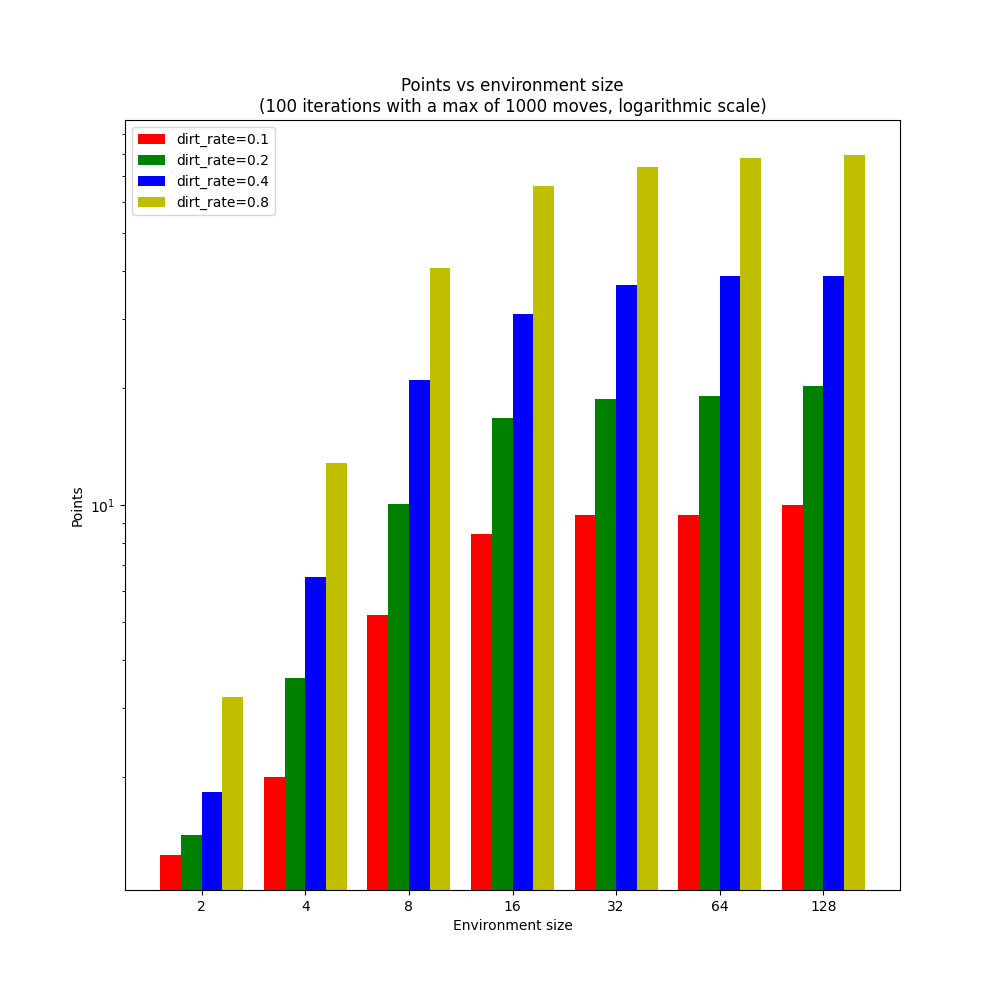 Points vs environment size
(100 iterations with a max of 1000 moves, logarithmic scale)
dirt_rate=0.1
dirt_rate=0.2
dirt_rate=0.4
dirt_rate=0.8
Points
10¹
2 4 8 16 32 64 128
Environment size